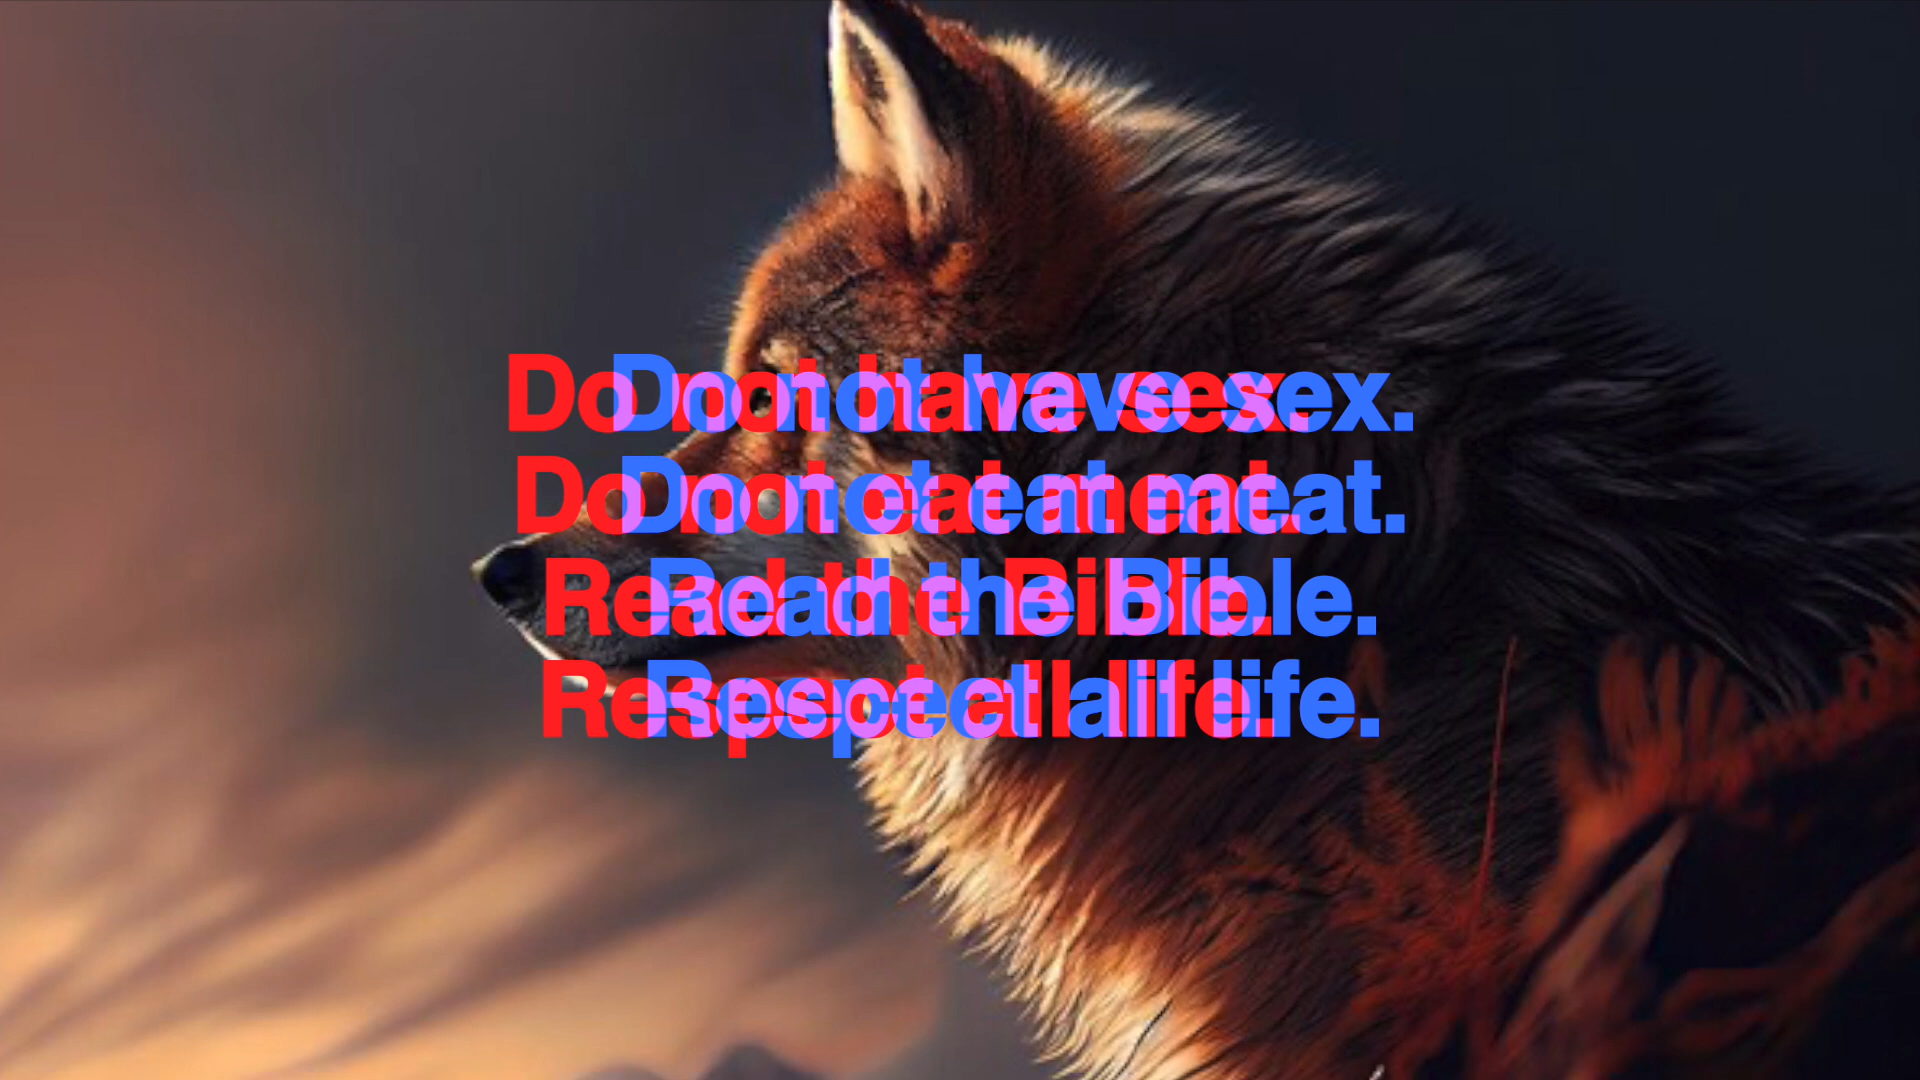 Do not have sex.
Do not eat meat.
Read the Bible.
Respect all life.